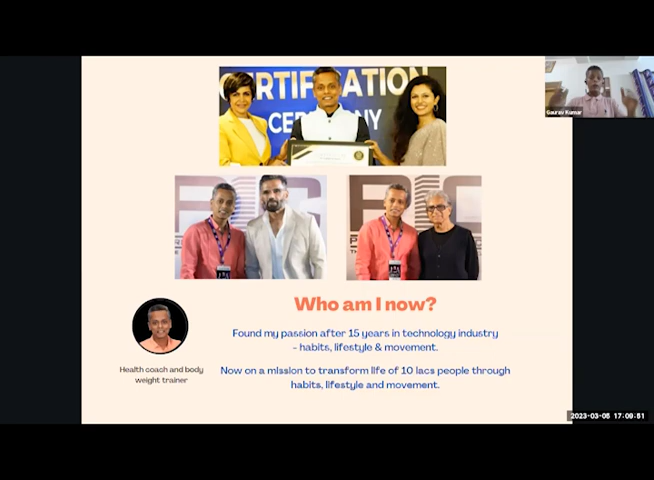 CERTIFICATION
CEREMONY
Gaurav Kumar
Who am I now?
Found my passion after 15 years in technology industry
- habits, lifestyle & movement.
Health coach and body
weight trainer
Now on a mission to transform life of 10 lacs people through
habits, lifestyle and movement.
2023-03-05 17:09:51